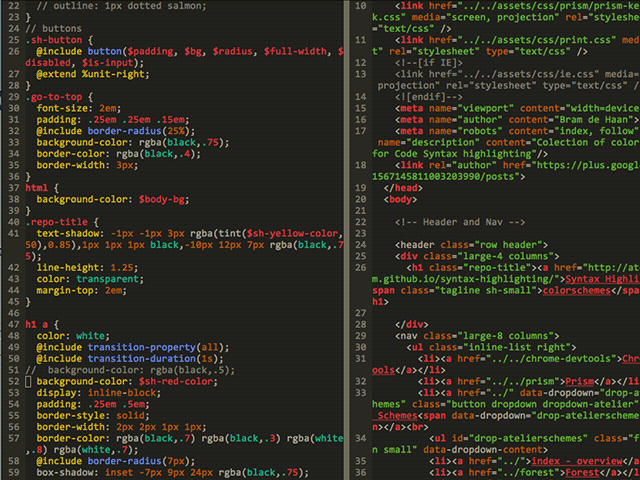 22 // outline: 1px dotted salmon;
23 }
24 // buttons
25 .sh-button {
26 @include button($padding, $bg, $radius, $full-width, $
disabled, $is-input);
27 @extend %unit-right;
28 }
29 .go-to-top {
30 font-size: 2em;
31 padding: .25em .25em .15em;
32 @include border-radius(25%);
33 border-color: rgba(black,.75);
34 border-color: rgba(black,.4);
35 border-width: 3px;
36 }
37 html {
38 background-color: $body-bg;
39 }
40 .repo-title {
41 text-shadow: -1px -1px 3px rgba(tint($sh-yellow-color,
50),0.85),1px 1px 1px black,-10px 12px 7px rgba(black,.7
5);
42 line-height: 1.25;
43 color: transparent;
44 margin-top: 2em;
45 }
46
47 h1 a {
48 color: white;
49 @include transition-property(all);
50 @include transition-duration(1s);
51 // background-color: rgba(black,.5);
52 background-color: $sh-red-color;
53 display: inline-block;
54 padding: .25em .5em;
55 border-style: solid;
56 border-width: 2px 2px 1px 1px;
57 border-color: rgba(black,.7) rgba(black,.3) rgba(white
,.8) rgba(white,.7);
58 @include border-radius(7px);
59 box-shadow: inset -7px 9px 24px rgba(black,.75);
10 <link href="../../assets/css/prism/prism-ke
k.css" media="screen, projection" rel="styleshe
="text/css" />
11 <link href="../../assets/css/print.css" medi
t" rel="stylesheet" type="text/css" />
12 <!--[if IE]>
13 <link href="../../assets/css/ie.css" media=
projection" rel="stylesheet" type="text/css" /
14 <![endif]-->
15 <meta name="viewport" content="width=device
16 <meta name="author" content="Bram de Haan">
17 <meta name="robots" content="index, follow"
name="description" content="Colection of color
for Code Syntax highlighting"/>
18 <link rel="author" href="https://plus.googl
1567145811003203990/posts">
19 </head>
20 <body>
21
22 <!-- Header and Nav -->
23
24 <header class="row header">
25 <div class="large-4 columns">
26 <h1 class="repo-title"><a href="http://ate
m.github.io/syntax-highlighting/">Syntax Highli
span class="tagline sh-small">colorschemes</spa
h1>
27
28 </div>
29 <nav class="large-8 columns">
30 <ul class="inline-list right">
31 <li><a href="../../chrome-devtools">Chr
ools</a></li>
32 <li><a href="../../prism">Prism</a></li
33 <li><a href="../" data-dropdown="drop-a
hemes" class="button dropdown dropdown-atelier"
Schemes<span data-dropdown="drop-atelierscheme
n></a><br>
34 <ul id="drop-atelierschemes" class="f
n small" data-dropdown-content>
35 <li><a href="../">index - overview</a
36 <li><a href="../forest">Forest</a></l